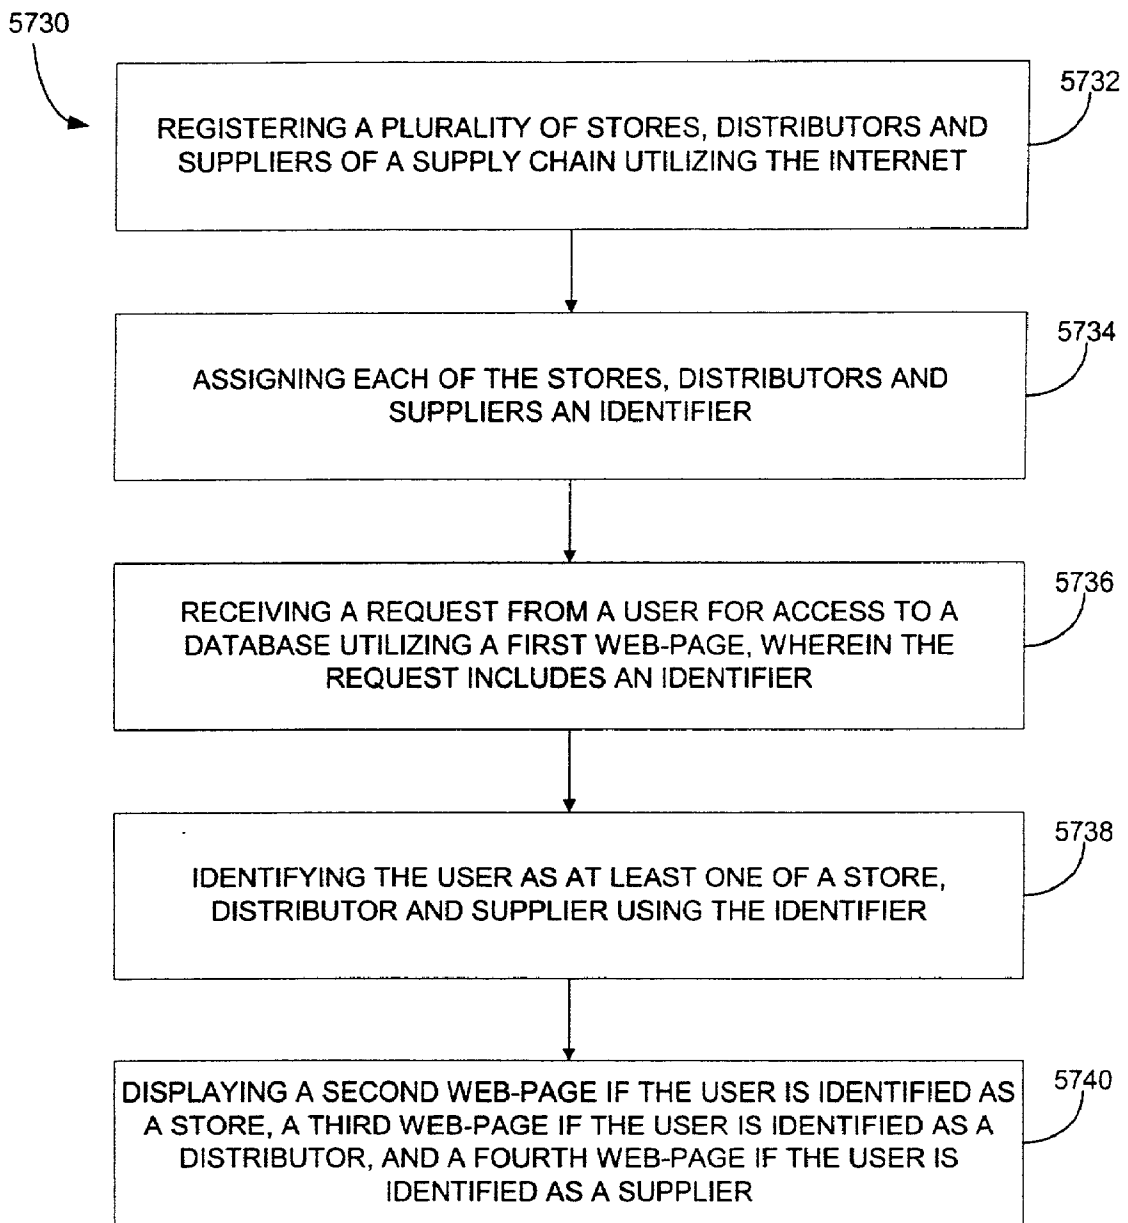 5730
5732
REGISTERING A PLURALITY OF STORES, DISTRIBUTORS AND
SUPPLIERS OF A SUPPLY CHAIN UTILIZING THE INTERNET
5734
ASSIGNING EACH OF THE STORES, DISTRIBUTORS AND
SUPPLIERS AN IDENTIFIER
5736
RECEIVING A REQUEST FROM A USER FOR ACCESS TO A
DATABASE UTILIZING A FIRST WEB-PAGE, WHEREIN THE
REQUEST INCLUDES AN IDENTIFIER
5738
IDENTIFYING THE USER AS AT LEAST ONE OF A STORE,
DISTRIBUTOR AND SUPPLIER USING THE IDENTIFIER
5740
DISPLAYING A SECOND WEB-PAGE IF THE USER IS IDENTIFIED AS
A STORE, A THIRD WEB-PAGE IF THE USER IS IDENTIFIED AS A
DISTRIBUTOR, AND A FOURTH WEB-PAGE IF THE USER IS
IDENTIFIED AS A SUPPLIER